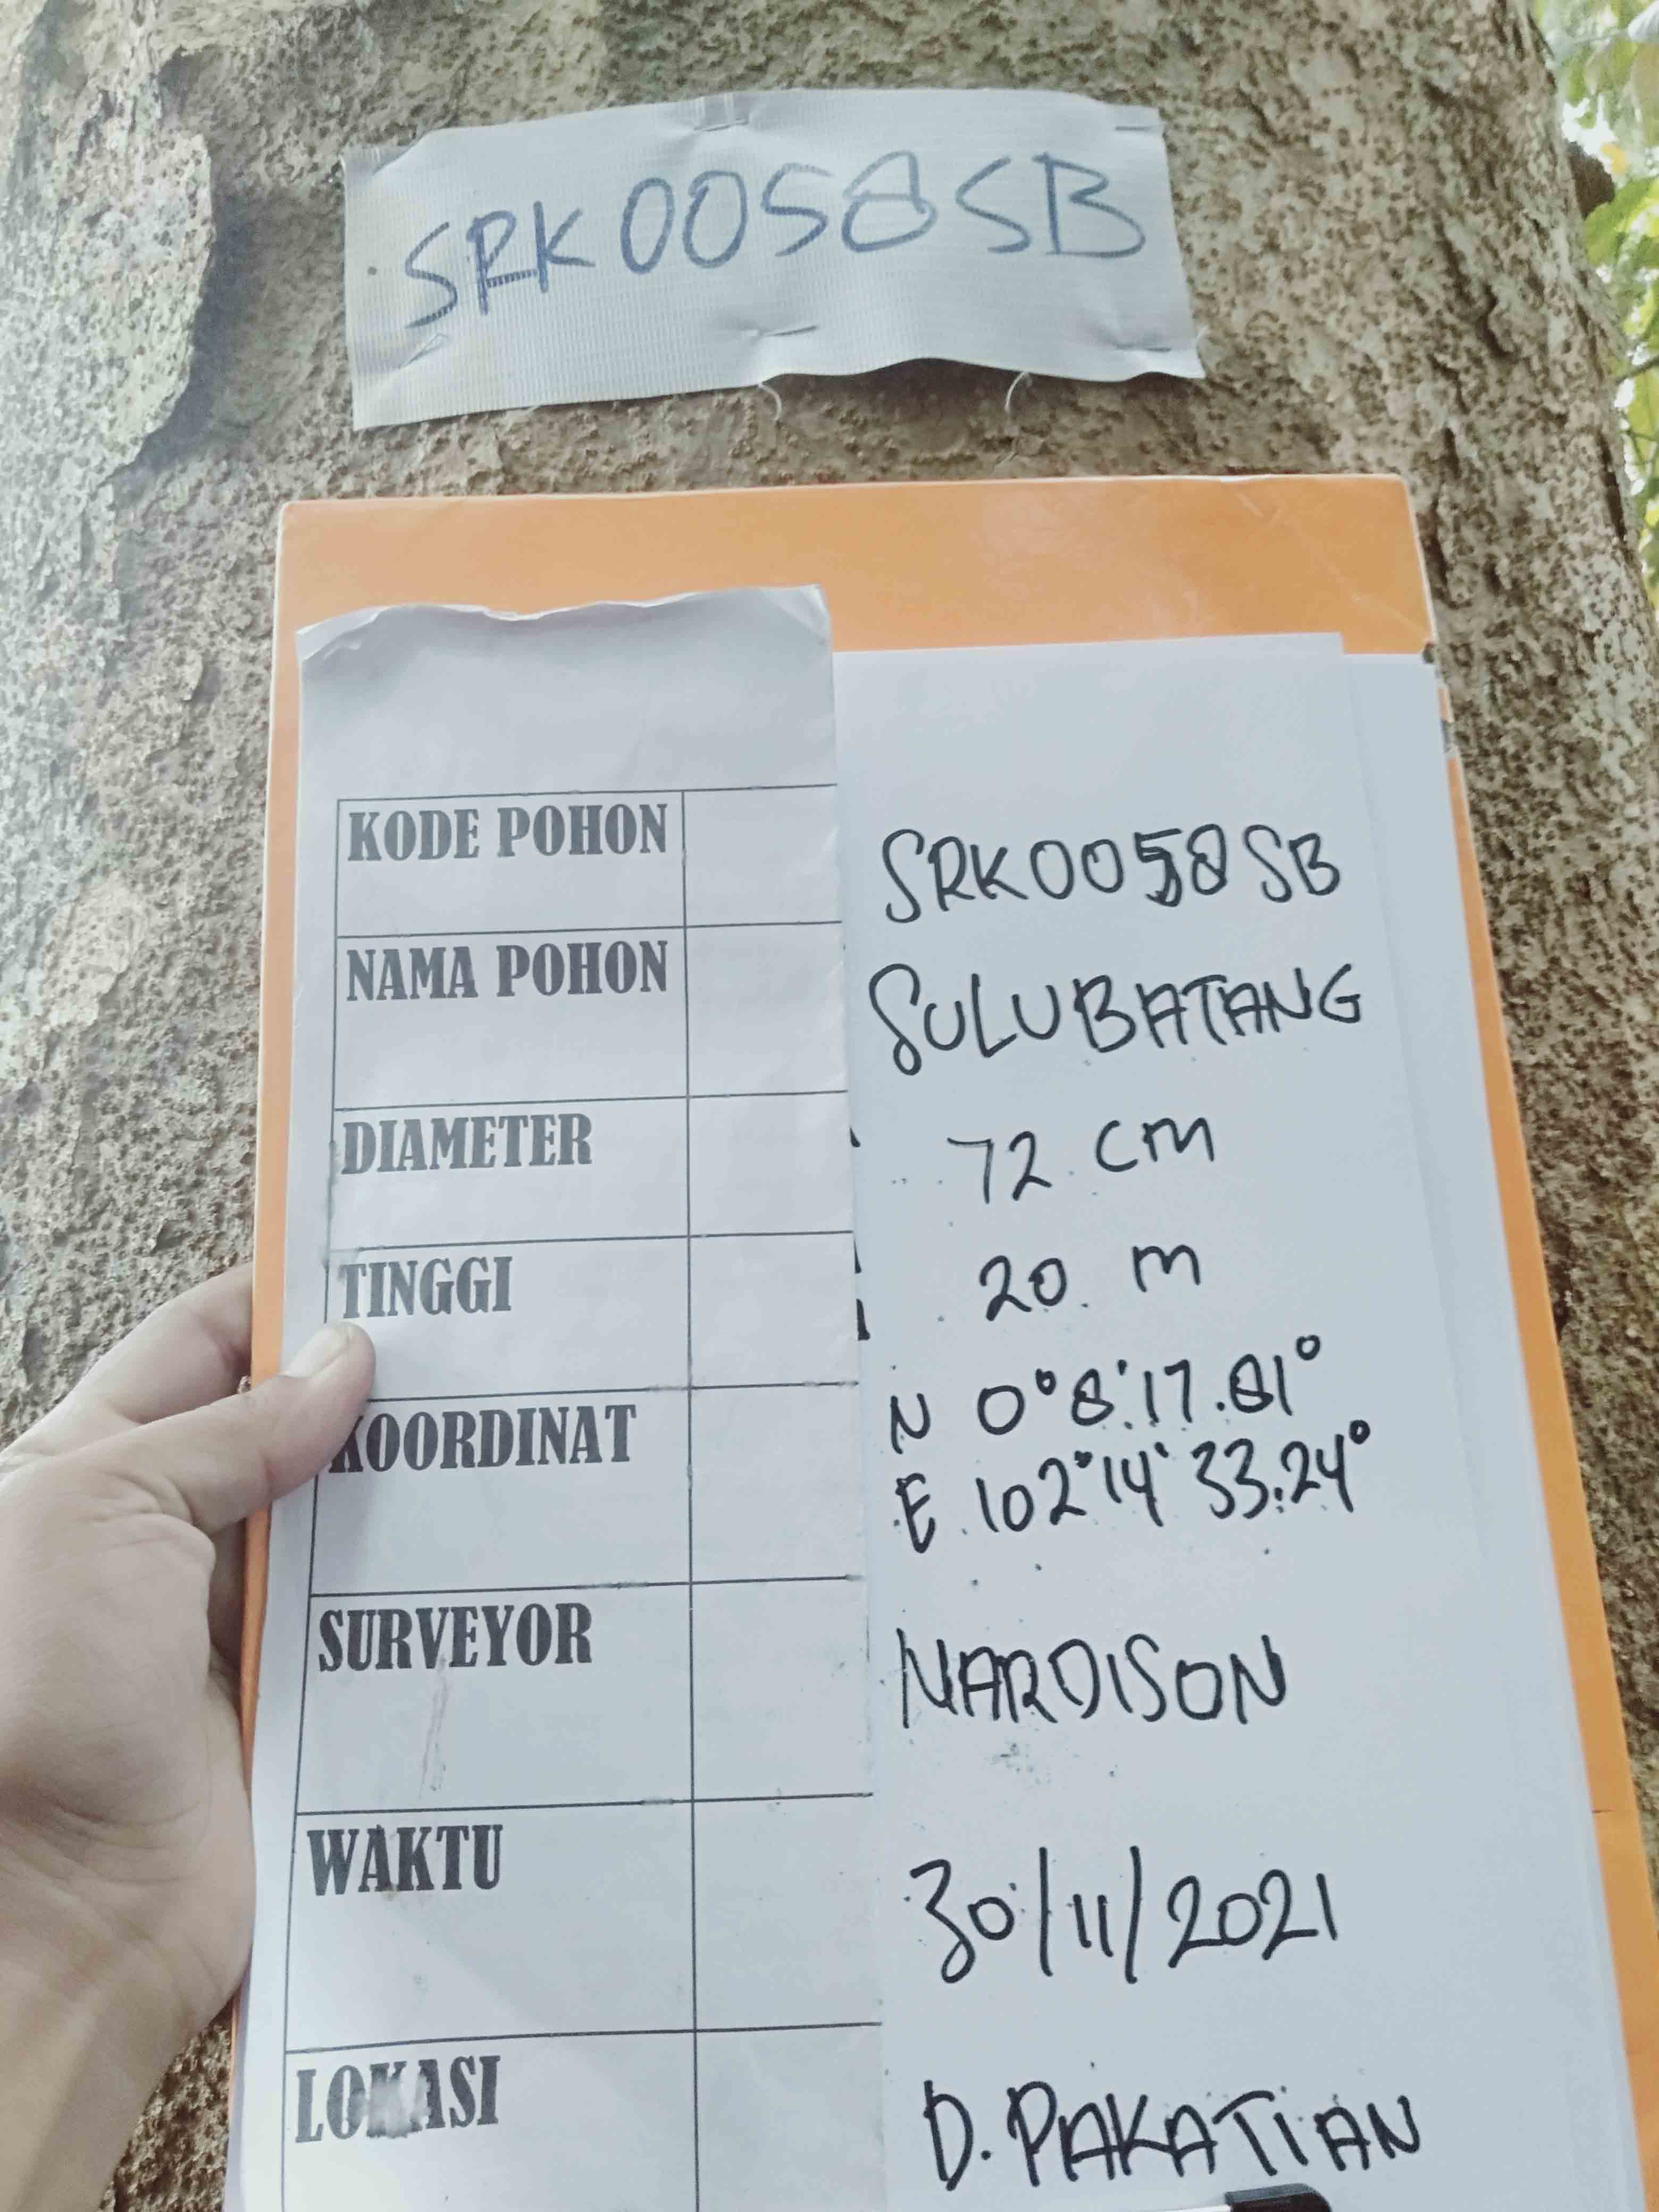 SRK0058SB
KODE POHON SRK0058SB
NAMA POHON SULUBATANG
DIAMETER 72 cm
TINGGI 20 m
KOORDINAT N 0°8'17.81°
E 102°14'33.24°
SURVEYOR NARDISON
WAKTU 30/11/2021
LOKASI D. PAKATIAN